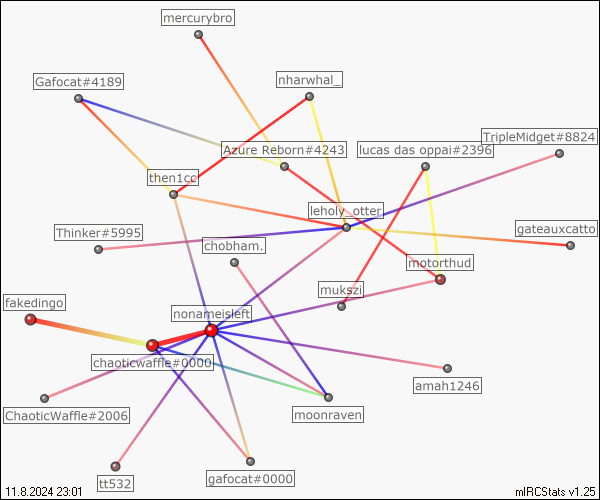 mercurybro
Gafocat#4189
nharwhal_
TripleMidget#8824
Azure Reborn#4243
lucas das oppai#2396
then1cc
leholy_otter
gateauxcatto
Thinker#5995
chobham.
motorthud
mukszi
fakedingo
nonameisleft
chaoticwaffle#0000
amah1246
ChaoticWaffle#2006
moonraven
tt532
gafocat#0000
11.8.2024 23:01
mIRCStats v1.25